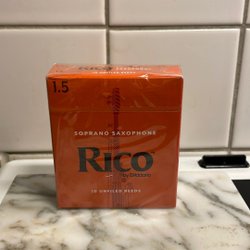 1.5
SOPRANO SAXOPHONE
RICO
by D'Addario
10 UNFILED REEDS